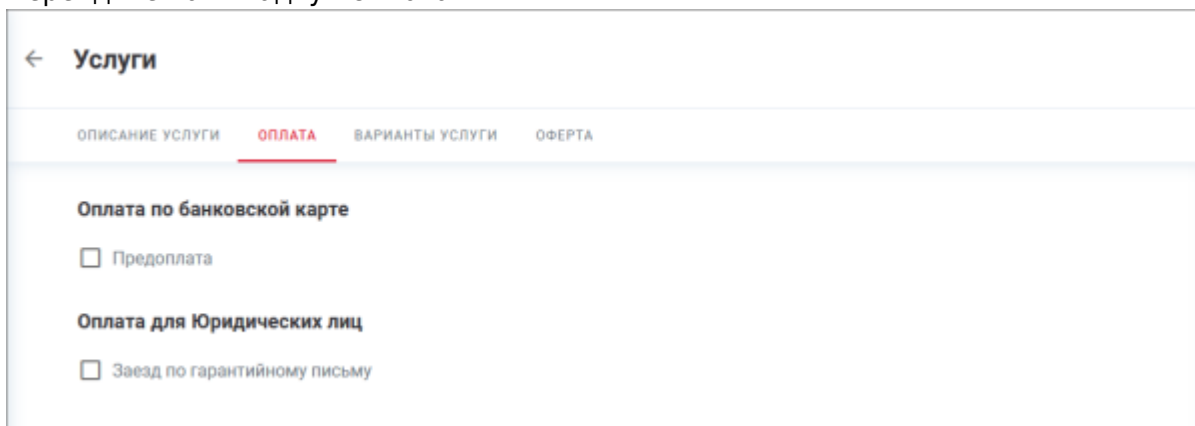 Услуги
ОПИСАНИЕ УСЛУГИ ОПЛАТА ВАРИАНТЫ УСЛУГИ ОФЕРТА
Оплата по банковской карте
Предоплата
Оплата для Юридических лиц
Заезд по гарантийному письму